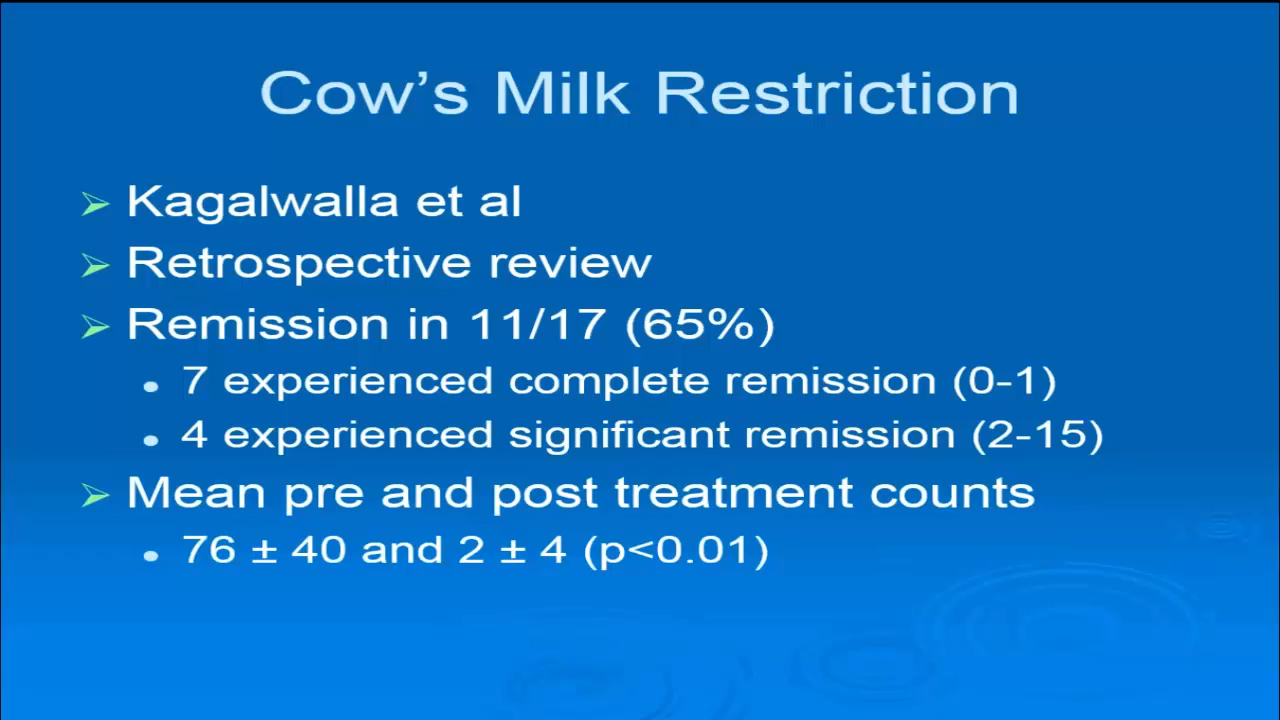 Cow’s Milk Restriction
Kagalwalla et al
Retrospective review
Remission in 11/17 (65%)
7 experienced complete remission (0-1)
4 experienced significant remission (2-15)
Mean pre and post treatment counts
76 ± 40 and 2 ± 4 (p<0.01)